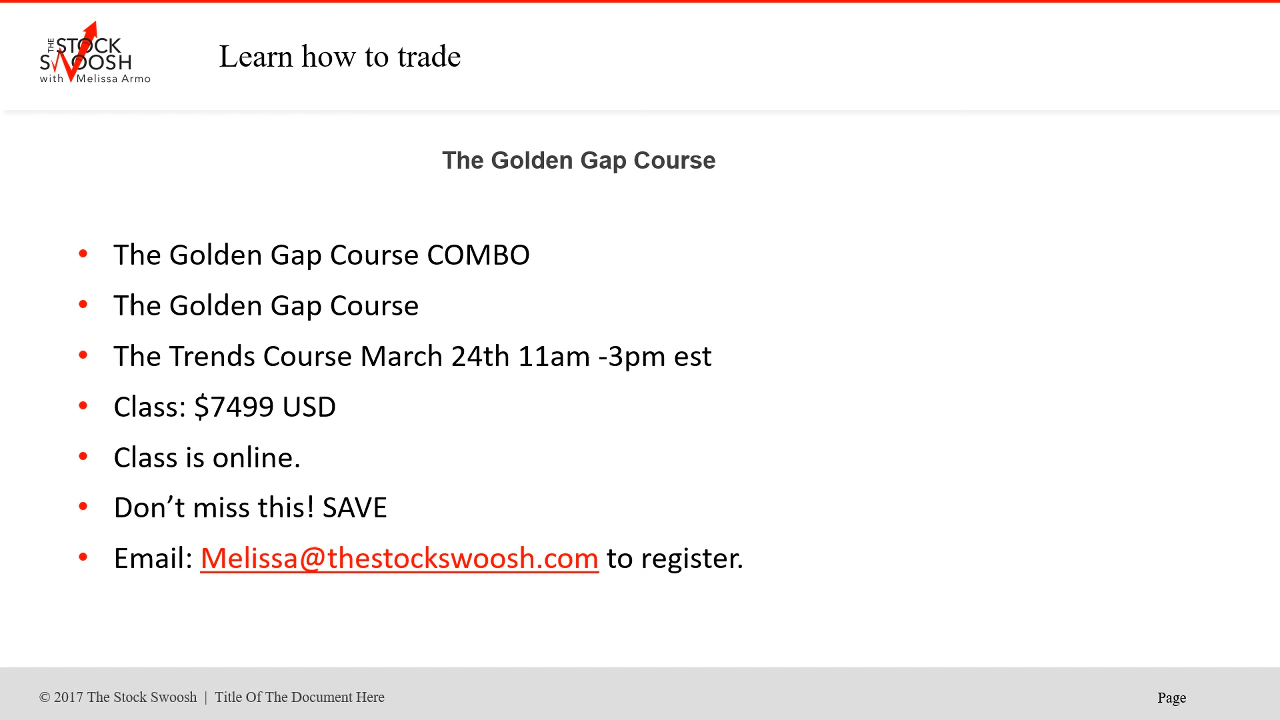 THE
STOCK
SWOOSH
with Melissa Armo
Learn how to trade
The Golden Gap Course
• The Golden Gap Course COMBO
• The Golden Gap Course
• The Trends Course March 24th 11am -3pm est
• Class: $7499 USD
• Class is online.
• Don’t miss this! SAVE
• Email: Melissa@thestockswoosh.com to register.
© 2017 The Stock Swoosh | Title Of The Document Here
Page